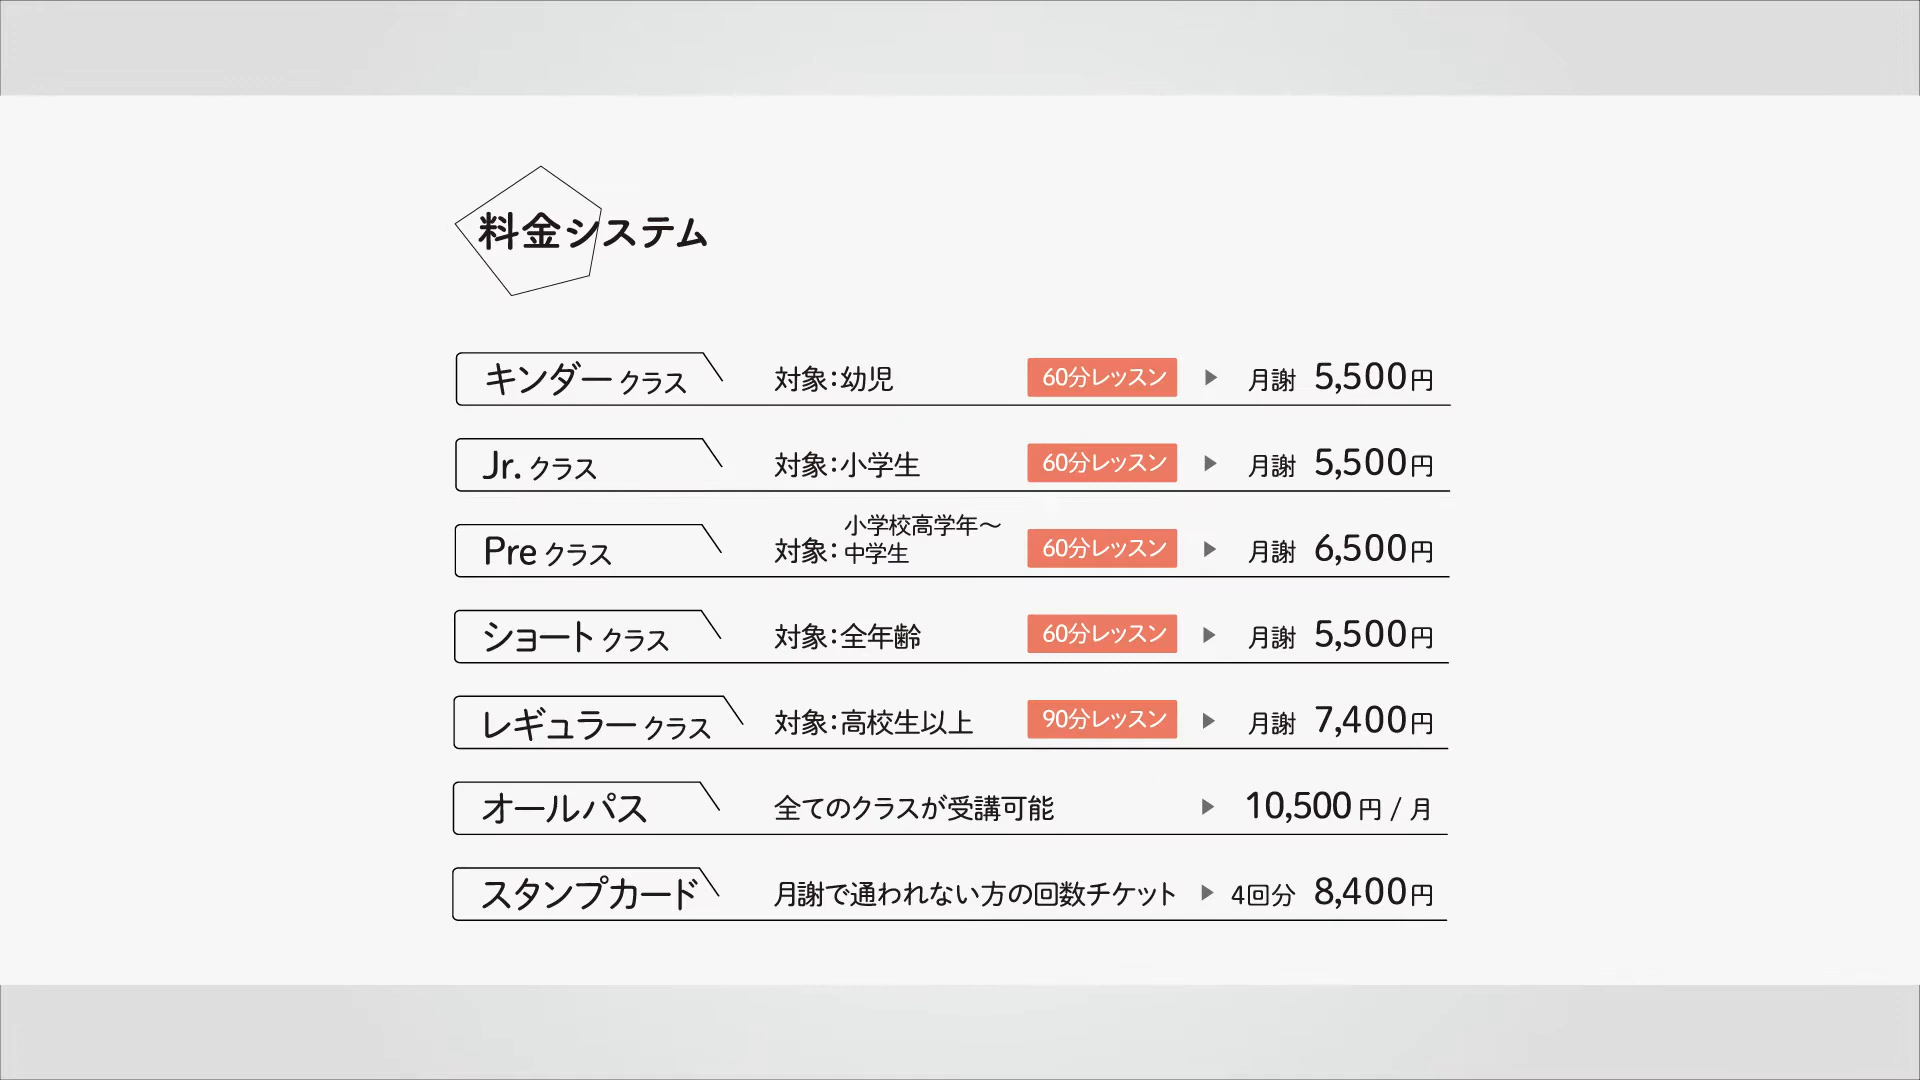 料金システム
キンダー クラス 対象：幼児 60分レッスン ▶ 月謝 5,500円
Jr. クラス 対象：小学生 60分レッスン ▶ 月謝 5,500円
Pre クラス 対象：小学校高学年～
中学生 60分レッスン ▶ 月謝 6,500円
ショート クラス 対象：全年齢 60分レッスン ▶ 月謝 5,500円
レギュラー クラス 対象：高校生以上 90分レッスン ▶ 月謝 7,400円
オールパス 全てのクラスが受講可能 ▶ 10,500 円 / 月
スタンプカード 月謝で通われない方の回数チケット ▶ 4回分 8,400円